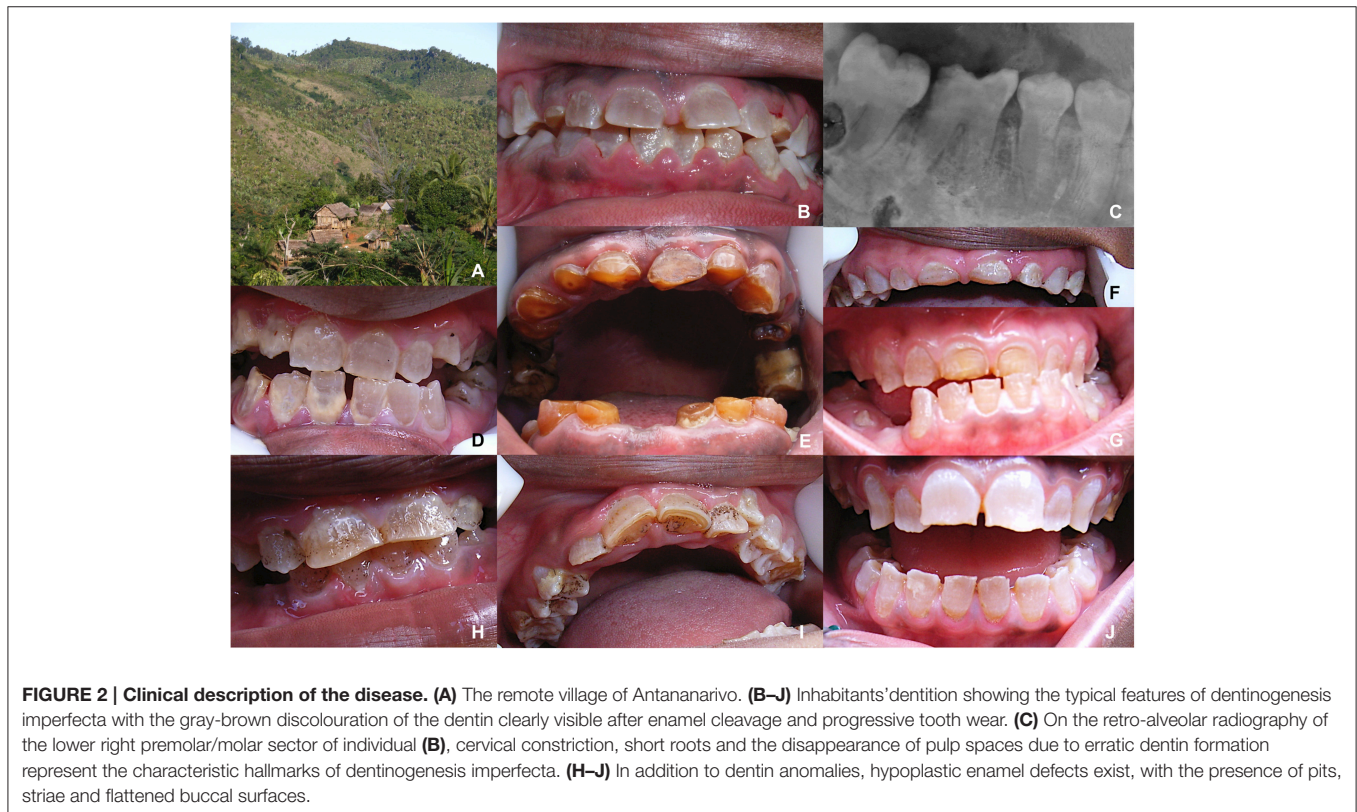 A
B
C
D
E
F
G
H
I
J
FIGURE 2 | Clinical description of the disease. (A) The remote village of Antananarivo. (B–J) Inhabitants'dentition showing the typical features of dentinogenesis
imperfecta with the gray-brown discolouration of the dentin clearly visible after enamel cleavage and progressive tooth wear. (C) On the retro-alveolar radiography of
the lower right premolar/molar sector of individual (B), cervical constriction, short roots and the disappearance of pulp spaces due to erratic dentin formation
represent the characteristic hallmarks of dentinogenesis imperfecta. (H–J) In addition to dentin anomalies, hypoplastic enamel defects exist, with the presence of pits,
striae and flattened buccal surfaces.